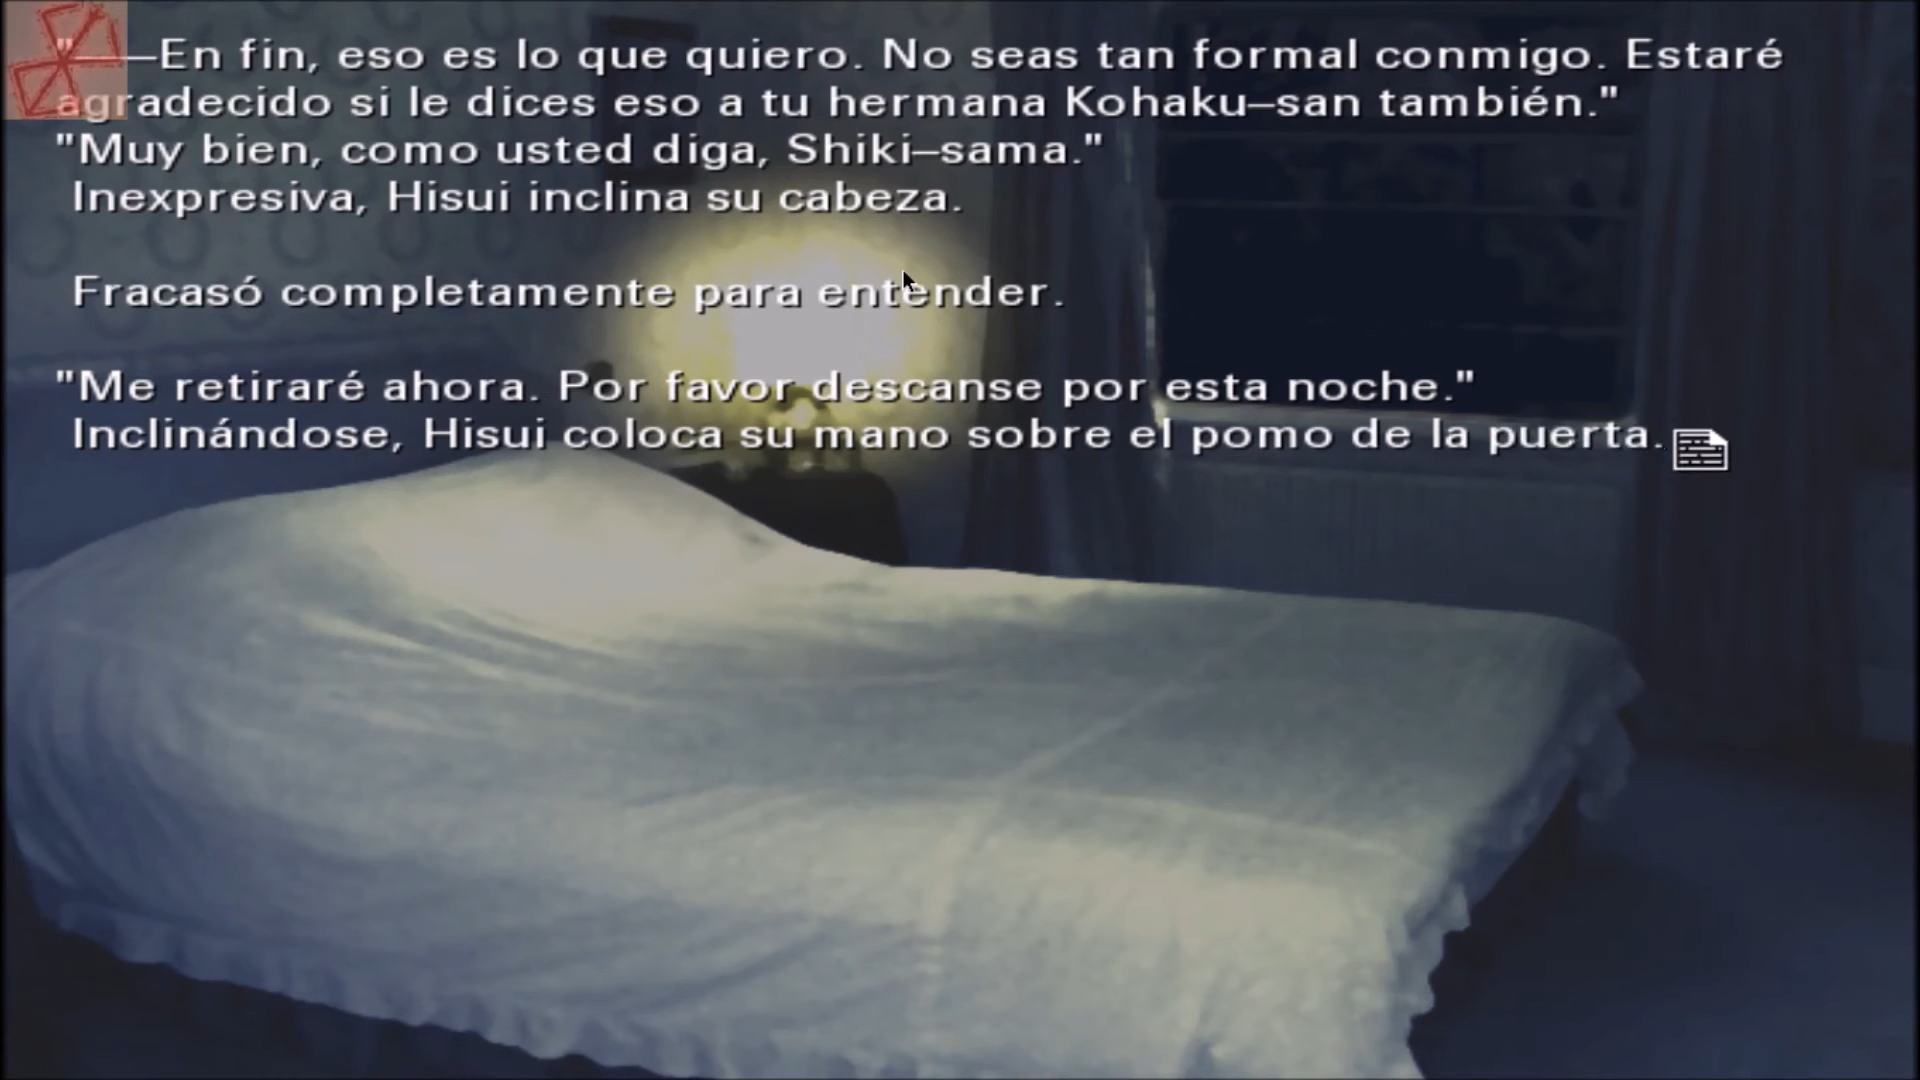 "——En fin, eso es lo que quiero. No seas tan formal conmigo. Estaré
agradecido si le dices eso a tu hermana Kohaku–san también."
"Muy bien, como usted diga, Shiki–sama."
Inexpresiva, Hisui inclina su cabeza.
Fracasó completamente para entender.
"Me retiraré ahora. Por favor descanse por esta noche."
Inclinándose, Hisui coloca su mano sobre el pomo de la puerta.